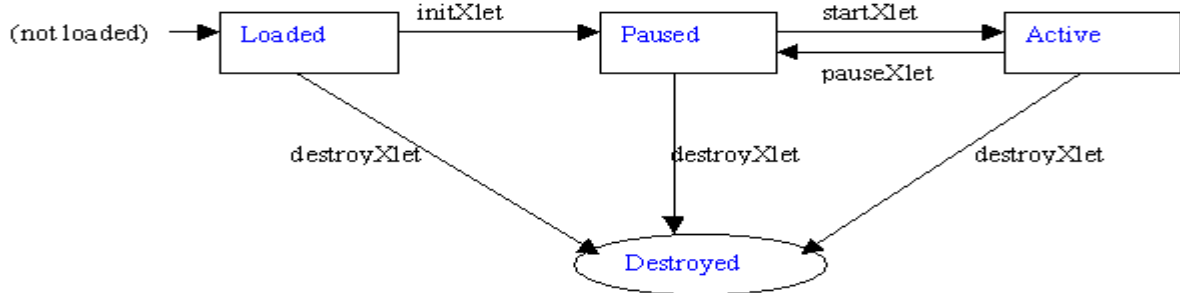 initXlet
startXlet
(not loaded)
Loaded
Paused
Active
pauseXlet
destroyXlet
destroyXlet
destroyXlet
Destroyed